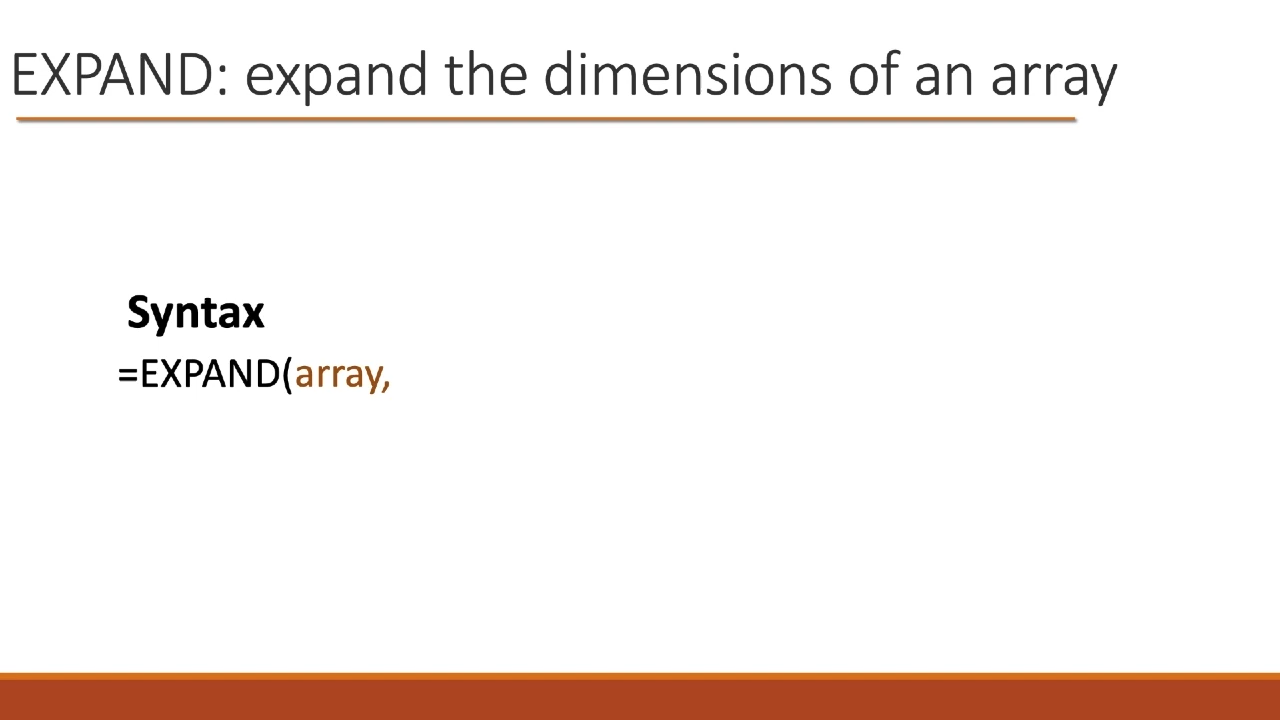 EXPAND: expand the dimensions of an array
Syntax
=EXPAND(array,